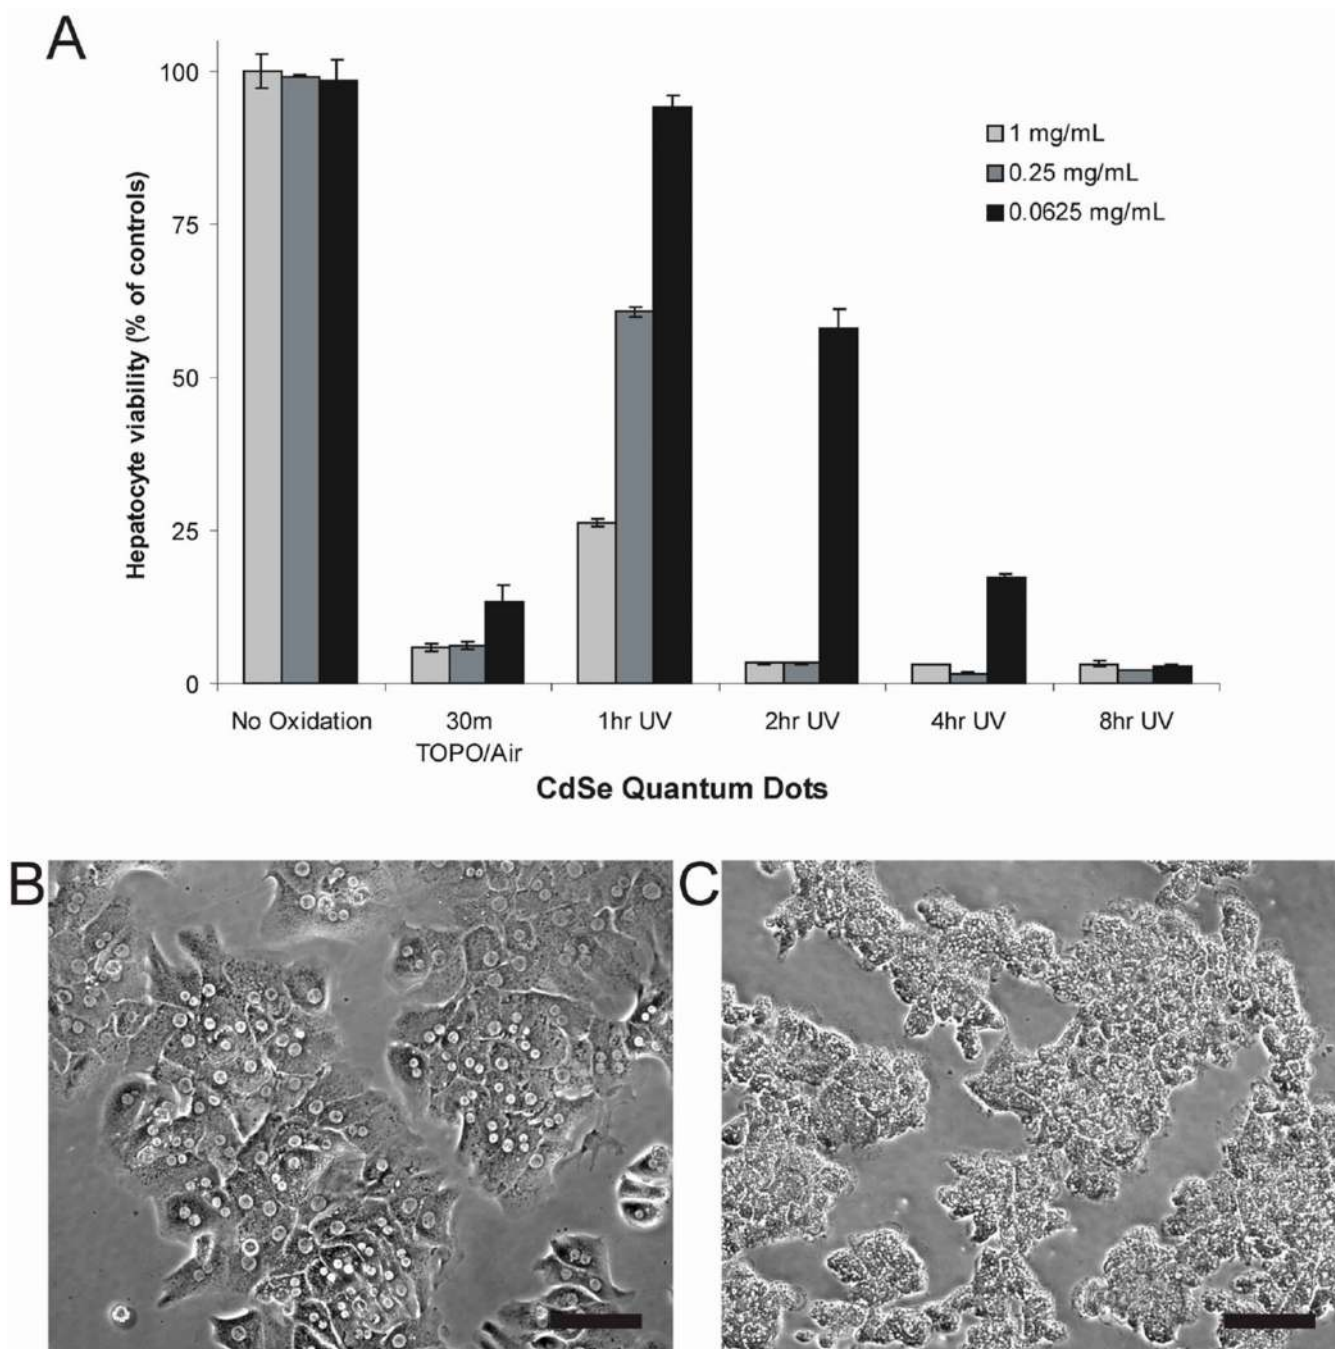 A
Hepatocyte viability (% of controls)
100
75
50
25
0
1 mg/mL
0.25 mg/mL
0.0625 mg/mL
No Oxidation
30m
TOPO/Air
1hr UV
2hr UV
4hr UV
8hr UV
CdSe Quantum Dots
B
C